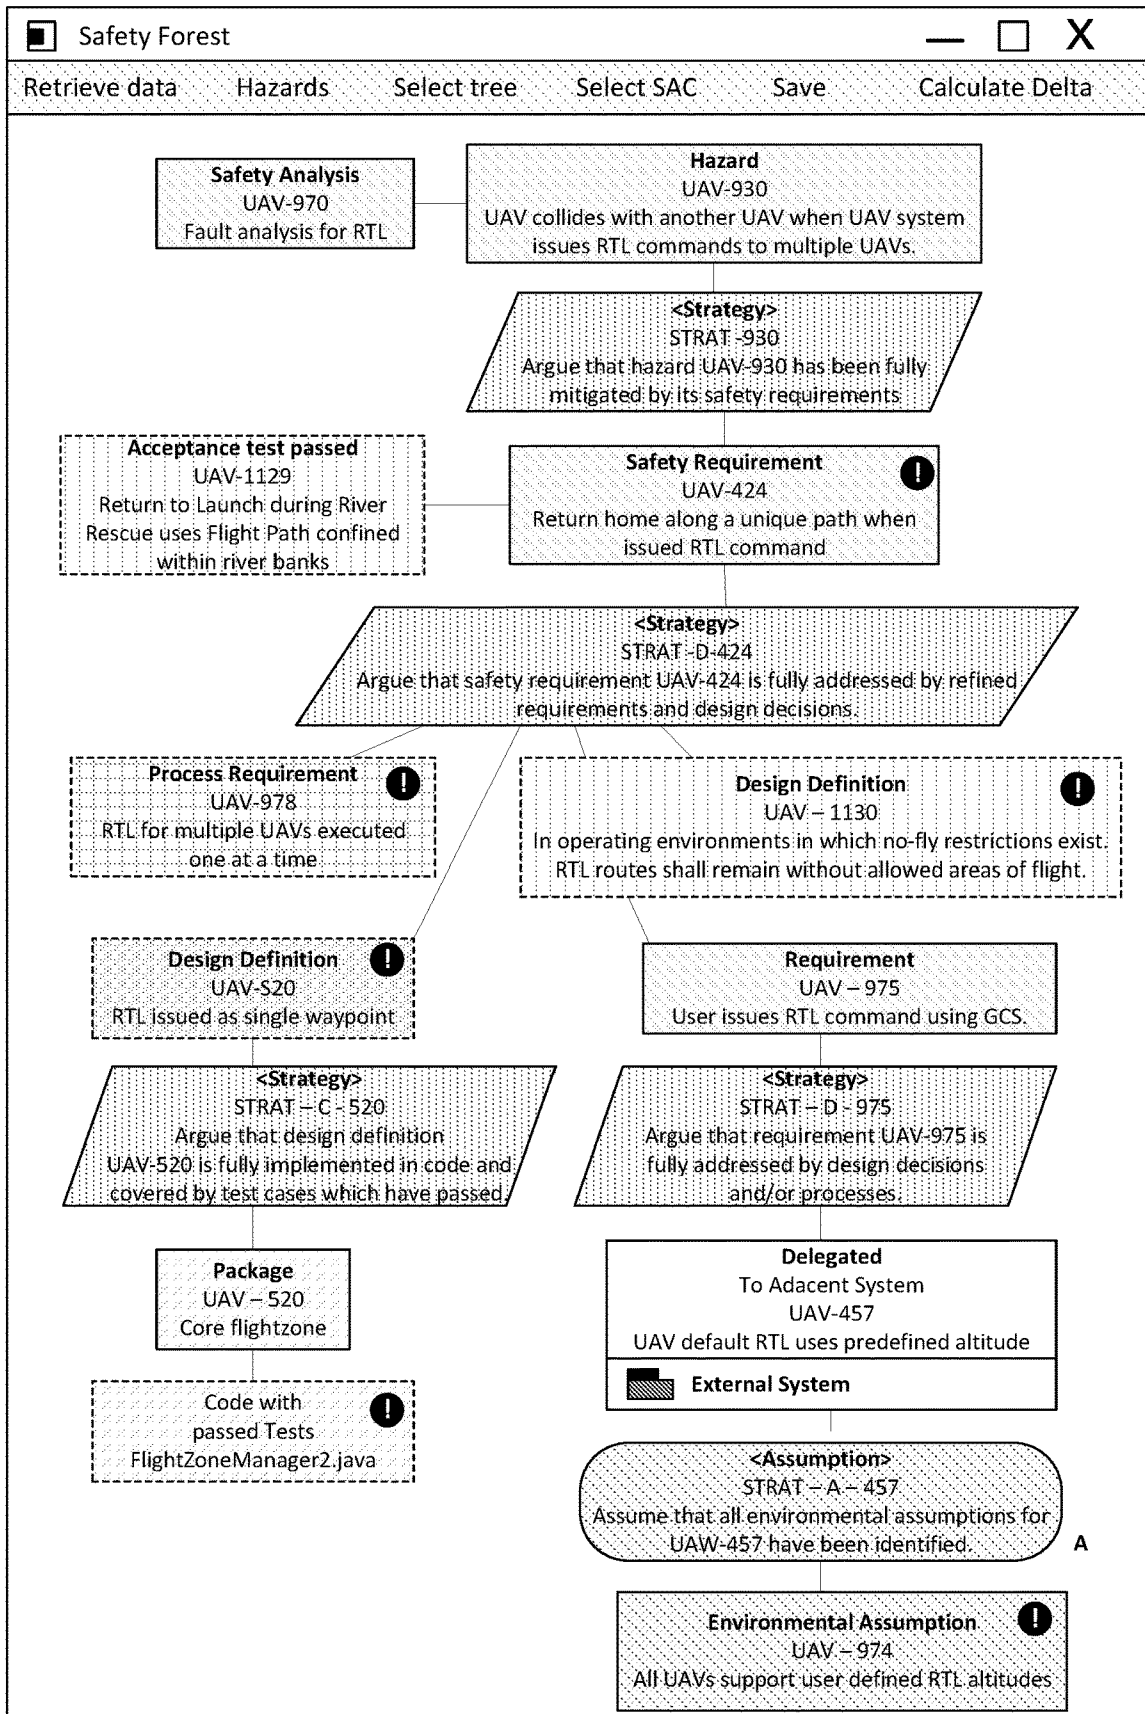 Safety Forest
X
Retrieve data Hazards Select tree Select SAC Save Calculate Delta
Safety Analysis
UAV-970
Fault analysis for RTL
Hazard
UAV-930
UAV collides with another UAV when UAV system
issues RTL commands to multiple UAVs.
<Strategy>
STRAT -930
Argue that hazard UAV-930 has been fully
mitigated by its safety requirements
Acceptance test passed
UAV-1129
Return to Launch during River
Rescue uses Flight Path confined
within river banks
Safety Requirement
UAV-424
Return home along a unique path when
issued RTL command
!
<Strategy>
STRAT -D-424
Argue that safety requirement UAV-424 is fully addressed by refined
requirements and design decisions.
Process Requirement
UAV-978
RTL for multiple UAVs executed
one at a time
!
Design Definition
UAV – 1130
In operating environments in which no-fly restrictions exist.
RTL routes shall remain without allowed areas of flight.
!
Design Definition
UAV-S20
RTL issued as single waypoint
!
Requirement
UAV – 975
User issues RTL command using GCS.
<Strategy>
STRAT – C - 520
Argue that design definition
UAV-520 is fully implemented in code and
covered by test cases which have passed.
<Strategy>
STRAT – D - 975
Argue that requirement UAV-975 is
fully addressed by design decisions
and/or processes.
Package
UAV – 520
Core flightzone
Delegated
To Adacent System
UAV-457
UAV default RTL uses predefined altitude
External System
Code with
passed Tests
FlightZoneManager2.java
!
<Assumption>
STRAT – A – 457
Assume that all environmental assumptions for
UAW-457 have been identified.
A
Environmental Assumption
UAV – 974
All UAVs support user defined RTL altitudes
!